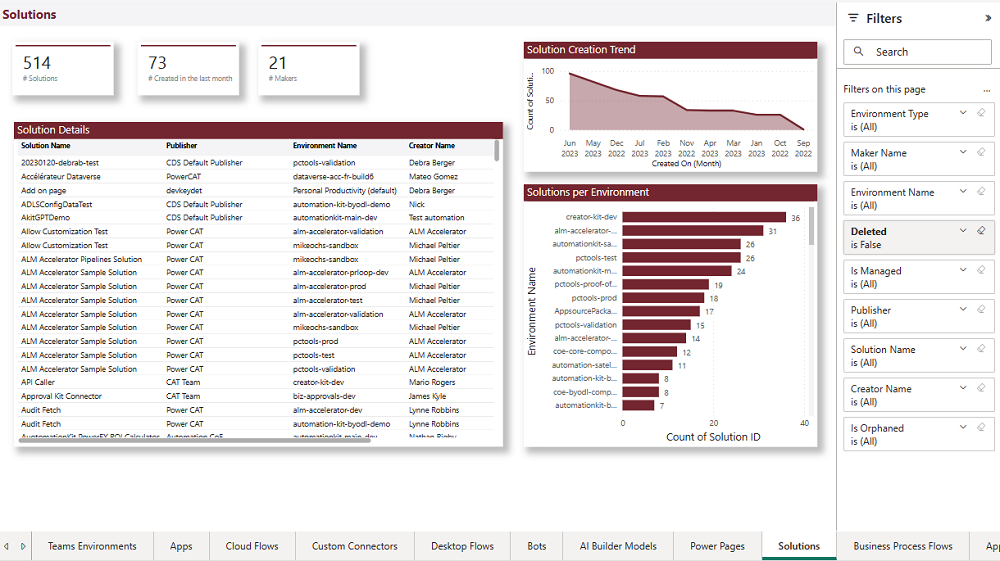 Solutions
514
# Solutions
73
# Created in the last month
21
# Makers
Solution Details
Solution Name Publisher Environment Name Creator Name
20230120-debrab-test CDS Default Publisher pctools-validation Debra Berger
Accélérateur Dataverse PowerCAT dataverse-acc-fr-build6 Mateo Gomez
Add on page devkeydet Personal Productivity (default) Debra Berger
ADLSConfigDataTest CDS Default Publisher automation-kit-byodl-demo Nick
AkitGPTDemo CDS Default Publisher automationkit-main-dev Test automation
Allow Customization Test Power CAT alm-accelerator-validation ALM Accelerator
Allow Customization Test Power CAT mikeochs-sandbox Michael Peltier
ALM Accelerator Pipelines Solution Power CAT mikeochs-sandbox Michael Peltier
ALM Accelerator Sample Solution Power CAT alm-accelerator-prloop-dev ALM Accelerator
ALM Accelerator Sample Solution Power CAT alm-accelerator-prod ALM Accelerator
ALM Accelerator Sample Solution Power CAT alm-accelerator-test Michael Peltier
ALM Accelerator Sample Solution Power CAT alm-accelerator-validation ALM Accelerator
ALM Accelerator Sample Solution Power CAT mikeochs-sandbox Michael Peltier
ALM Accelerator Sample Solution Power CAT pctools-prod ALM Accelerator
ALM Accelerator Sample Solution Power CAT pctools-test ALM Accelerator
ALM Accelerator Sample Solution Power CAT pctools-validation ALM Accelerator
API Caller CAT Team creator-kit-dev Mario Rogers
Approval Kit Connector CAT Team biz-approvals-dev James Kyle
Audit Fetch Power CAT alm-accelerator-dev Lynne Robbins
Audit Fetch Power CAT automation-kit-byodl-demo Lynne Robbins
Solution Creation Trend
Count of Soluti...
100
50
0
Jun May Dec Jul Feb Nov Apr Mar Jan Oct Sep
2023 2023 2022 2023 2023 2022 2023 2023 2023 2022 2022
Created On (Month)
Solutions per Environment
Environment Name
creator-kit-dev 36
alm-accelerator-... 31
automationkit-sa... 26
pctools-test 26
automationkit-m... 24
pctools-proof-of... 19
pctools-prod 18
AppsourcePacka... 17
pctools-validation 15
alm-accelerator-... 14
coe-core-compo... 12
automation-satel... 11
automation-kit-b... 8
coe-byodl-compo... 8
automationkit-b... 7
0 20 40
Count of Solution ID
Filters
Search
Filters on this page ...
Environment Type
is (All)
Maker Name
is (All)
Environment Name
is (All)
Deleted
is False
Is Managed
is (All)
Publisher
is (All)
Solution Name
is (All)
Creator Name
is (All)
Is Orphaned
is (All)
Teams Environments Apps Cloud Flows Custom Connectors Desktop Flows Bots AI Builder Models Power Pages Solutions Business Process Flows